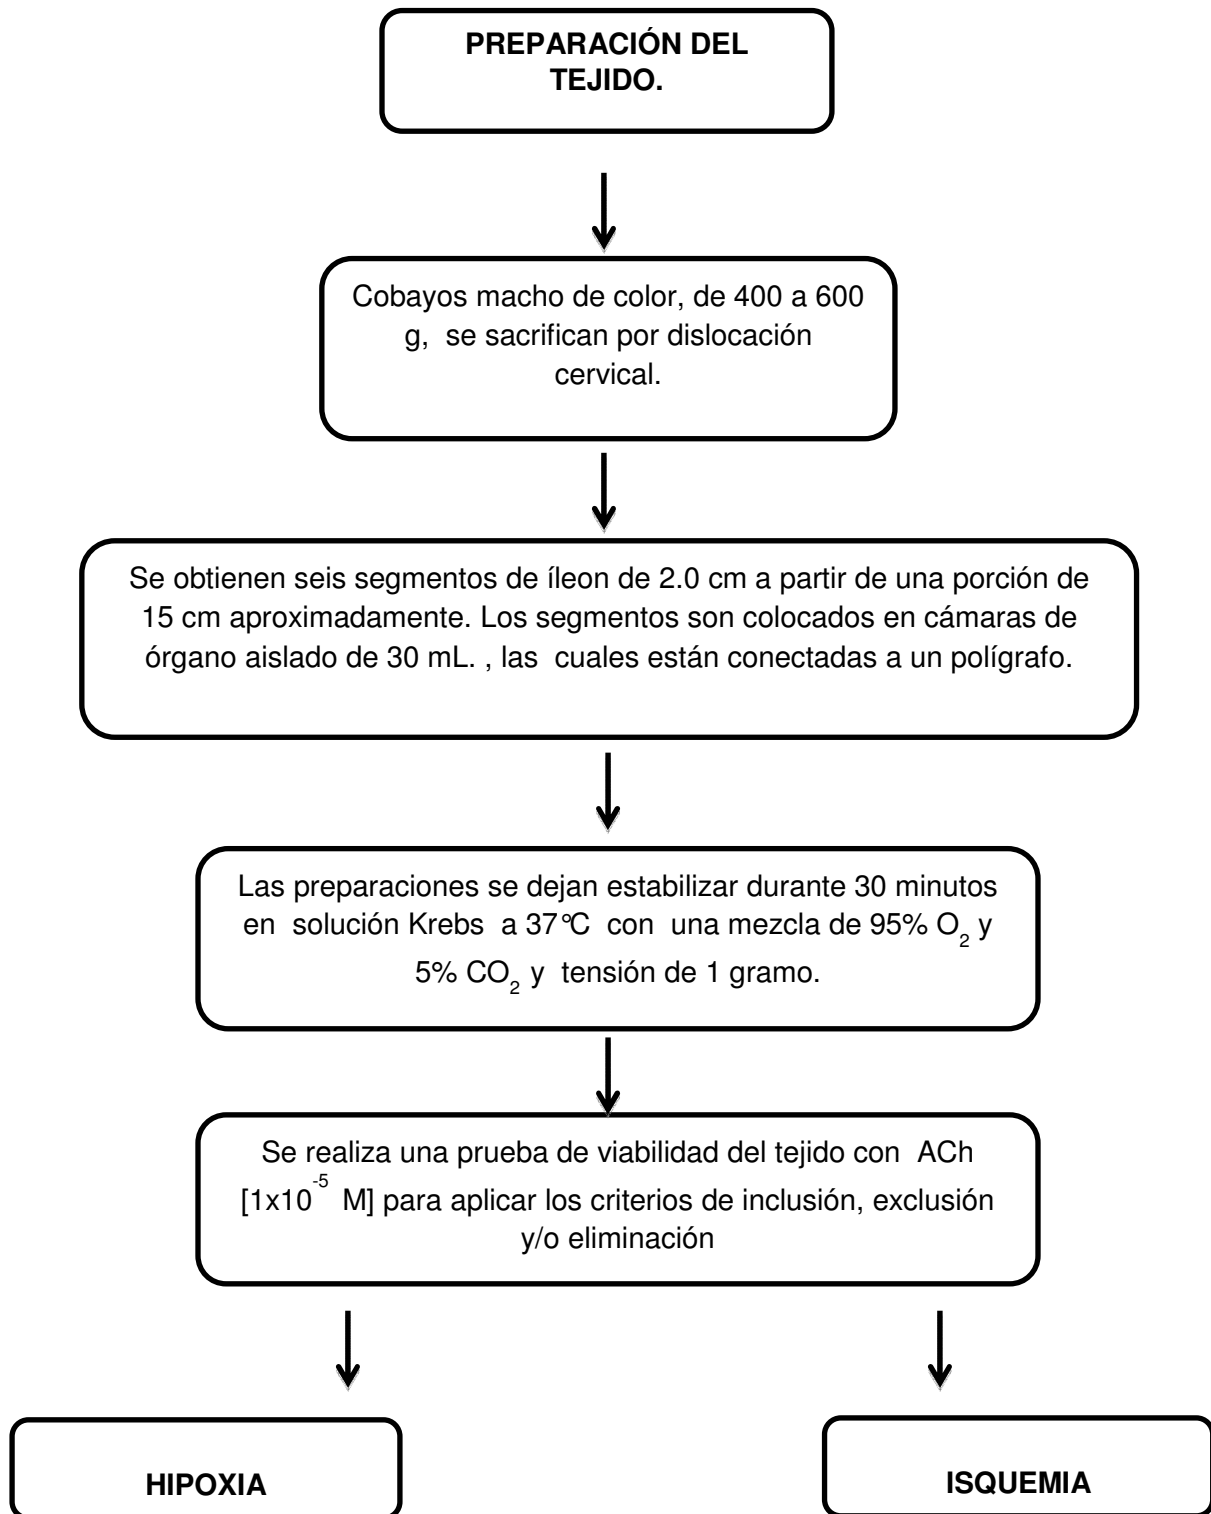 PREPARACIÓN DEL
TEJIDO.
Cobayos macho de color, de 400 a 600
g, se sacrifican por dislocación
cervical.
Se obtienen seis segmentos de íleon de 2.0 cm a partir de una porción de
15 cm aproximadamente. Los segmentos son colocados en cámaras de
órgano aislado de 30 mL. , las cuales están conectadas a un polígrafo.
Las preparaciones se dejan estabilizar durante 30 minutos
en solución Krebs a 37°C con una mezcla de 95% O₂ y
5% CO₂ y tensión de 1 gramo.
Se realiza una prueba de viabilidad del tejido con ACh
[1x10⁻⁵ M] para aplicar los criterios de inclusión, exclusión
y/o eliminación
HIPOXIA
ISQUEMIA